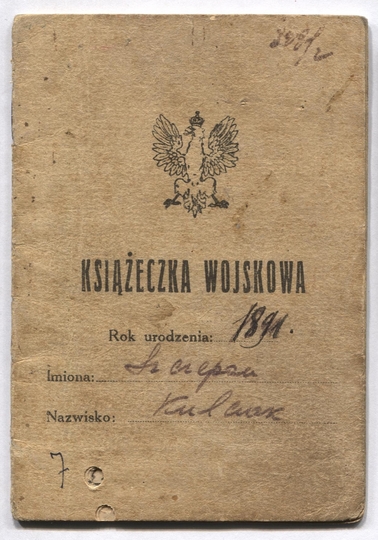 KSIĄŻECZKA WOJSKOWA
Rok urodzenia: 1891.
Imiona: Szczepan
Nazwisko:
7